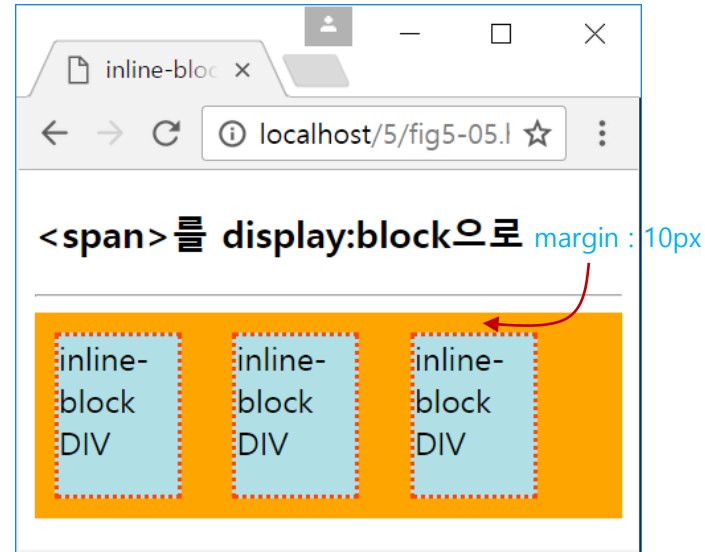 inline-bloc
localhost/5/fig5-05.h
<span>를 display:block으로
margin : 10px
inline-
block
DIV
inline-
block
DIV
inline-
block
DIV